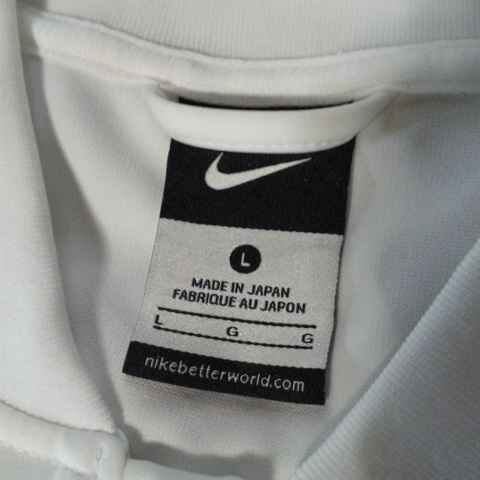 L
MADE IN JAPAN
FABRIQUE AU JAPON
L G G
nikebetterworld.com